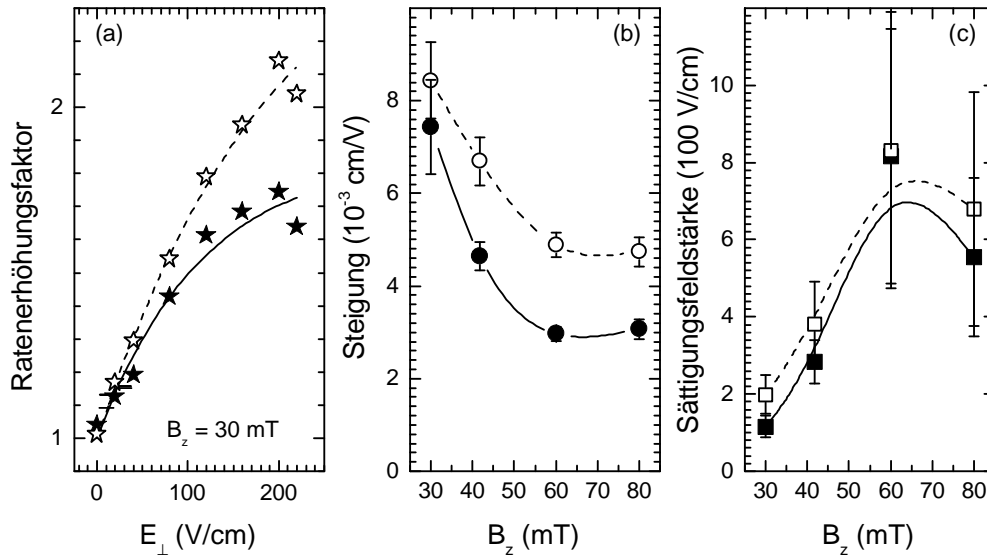 (a)
Ratenerhöhungsfaktor
2
1
B_z = 30 mT
0 100 200
E_⊥ (V/cm)
(b)
Steigung (10⁻³ cm/V)
8
6
4
2
0
30 40 50 60 70 80
B_z (mT)
(c)
Sättigungsfeldstärke (100 V/cm)
10
8
6
4
2
0
30 40 50 60 70 80
B_z (mT)